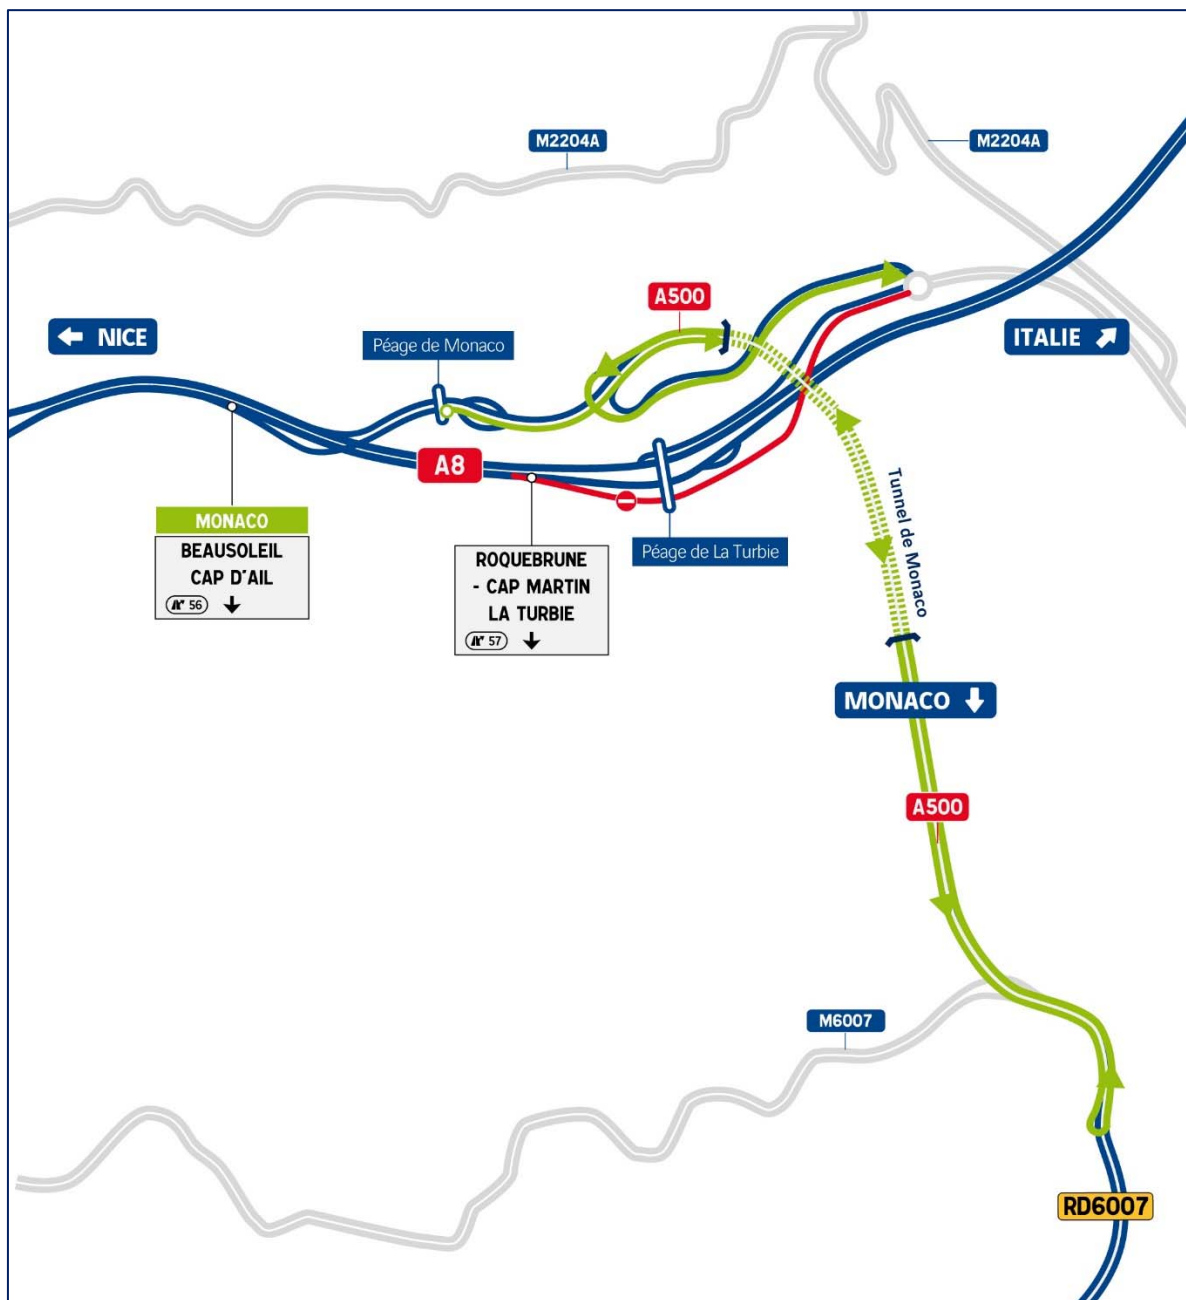 M2204A
M2204A
A500
NICE
Péage de Monaco
ITALIE
A8
MONACO
BEAUSOLEIL
CAP D'AIL
56
Péage de La Turbie
ROQUEBRUNE
- CAP MARTIN
LA TURBIE
57
Tunnel de Monaco
MONACO
A500
M6007
RD6007